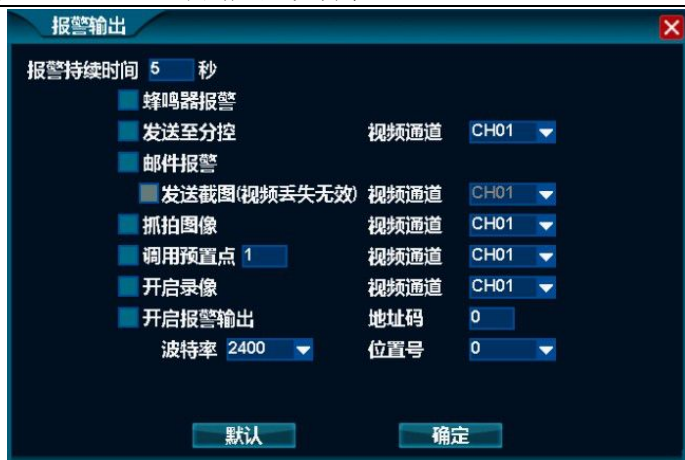 报警输出
报警持续时间 5 秒
蜂鸣器报警
发送至分控 视频通道 CH01
邮件报警
发送截图(视频丢失无效) 视频通道 CH01
抓拍图像 视频通道 CH01
调用预置点 1 视频通道 CH01
开启录像 视频通道 CH01
开启报警输出 地址码 0
波特率 2400 位置号 0
默认 确定